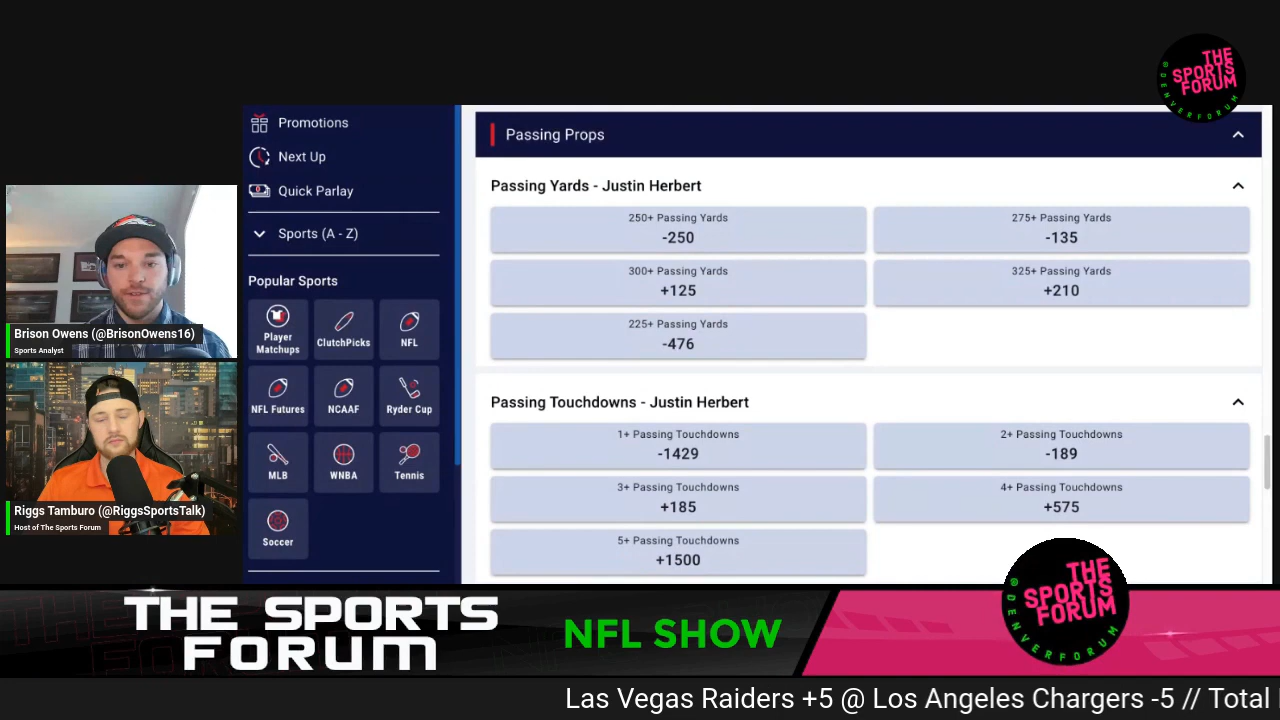 THE
SPORTS
FORUM
@DENVERFORUM
Promotions
Next Up
Quick Parlay
Sports (A - Z)
Popular Sports
Player
Matchups
ClutchPicks
NFL
NFL Futures
NCAAF
Ryder Cup
MLB
WNBA
Tennis
Soccer
Passing Props
Passing Yards - Justin Herbert
250+ Passing Yards
-250
275+ Passing Yards
-135
300+ Passing Yards
+125
325+ Passing Yards
+210
225+ Passing Yards
-476
Passing Touchdowns - Justin Herbert
1+ Passing Touchdowns
-1429
2+ Passing Touchdowns
-189
3+ Passing Touchdowns
+185
4+ Passing Touchdowns
+575
5+ Passing Touchdowns
+1500
Brison Owens (@BrisonOwens16)
Sports Analyst
Riggs Tamburo (@RiggsSportsTalk)
Host of The Sports Forum
THE SPORTS
FORUM
NFL SHOW
THE
SPORTS
FORUM
@DENVERFORUM
Las Vegas Raiders +5 @ Los Angeles Chargers -5 // Total